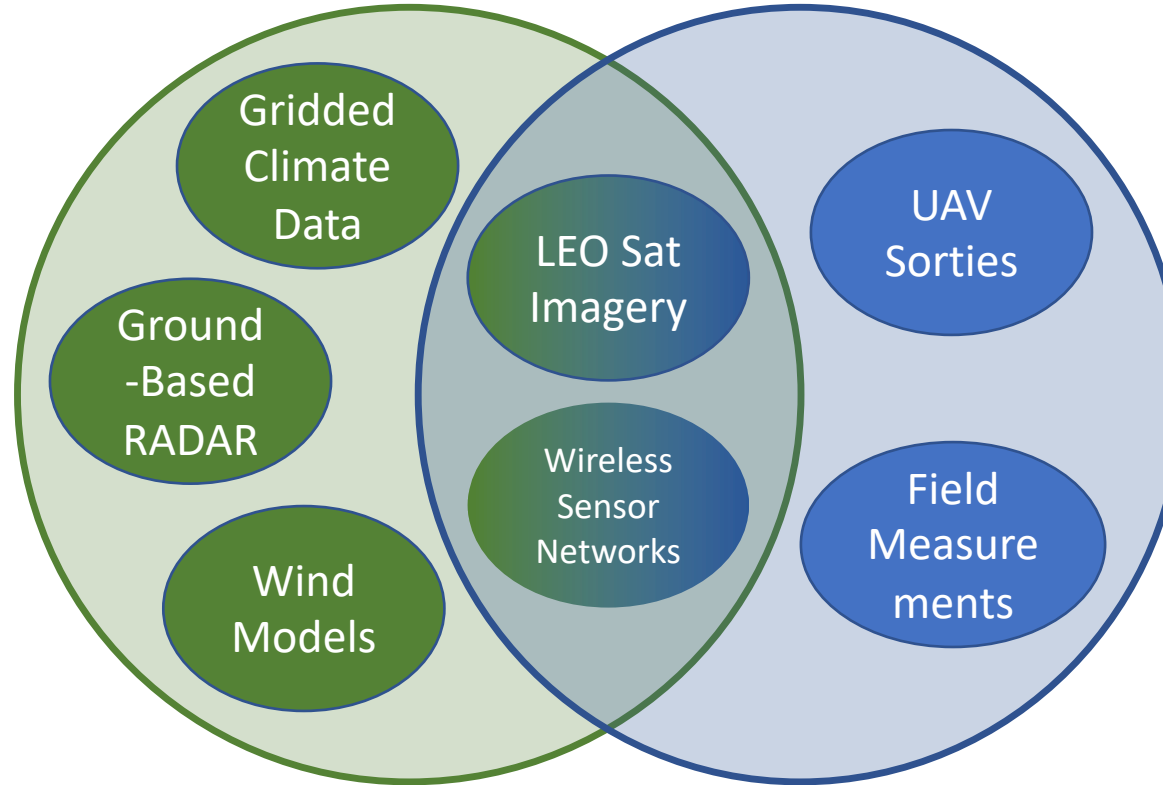 Gridded
Climate
Data
Ground
-Based
RADAR
Wind
Models
LEO Sat
Imagery
Wireless
Sensor
Networks
UAV
Sorties
Field
Measure
ments